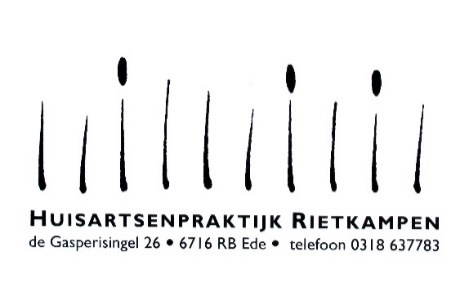 HUISARTSENPRAKTIJK RIETKAMPEN
de Gasperisingel 26 • 6716 RB Ede • telefoon 0318 637783